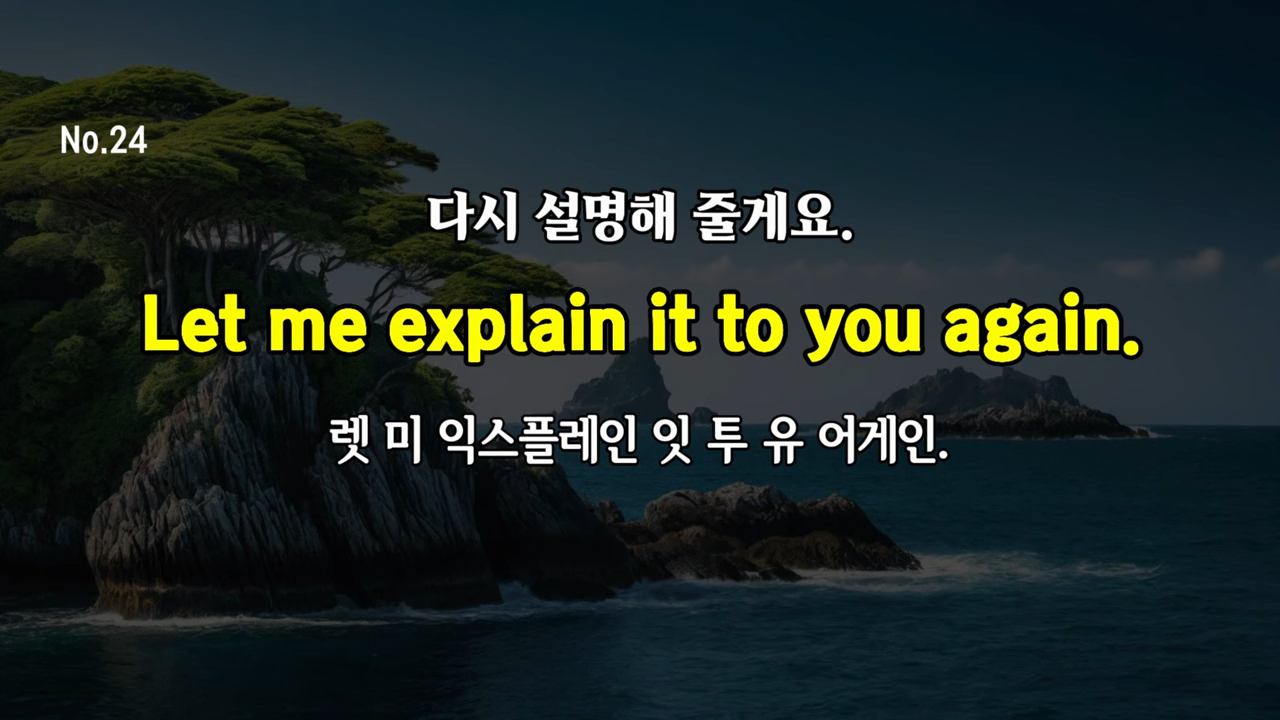 No.24
다시 설명해 줄게요.
Let me explain it to you again.
렛 미 익스플레인 잇 투 유 어게인.